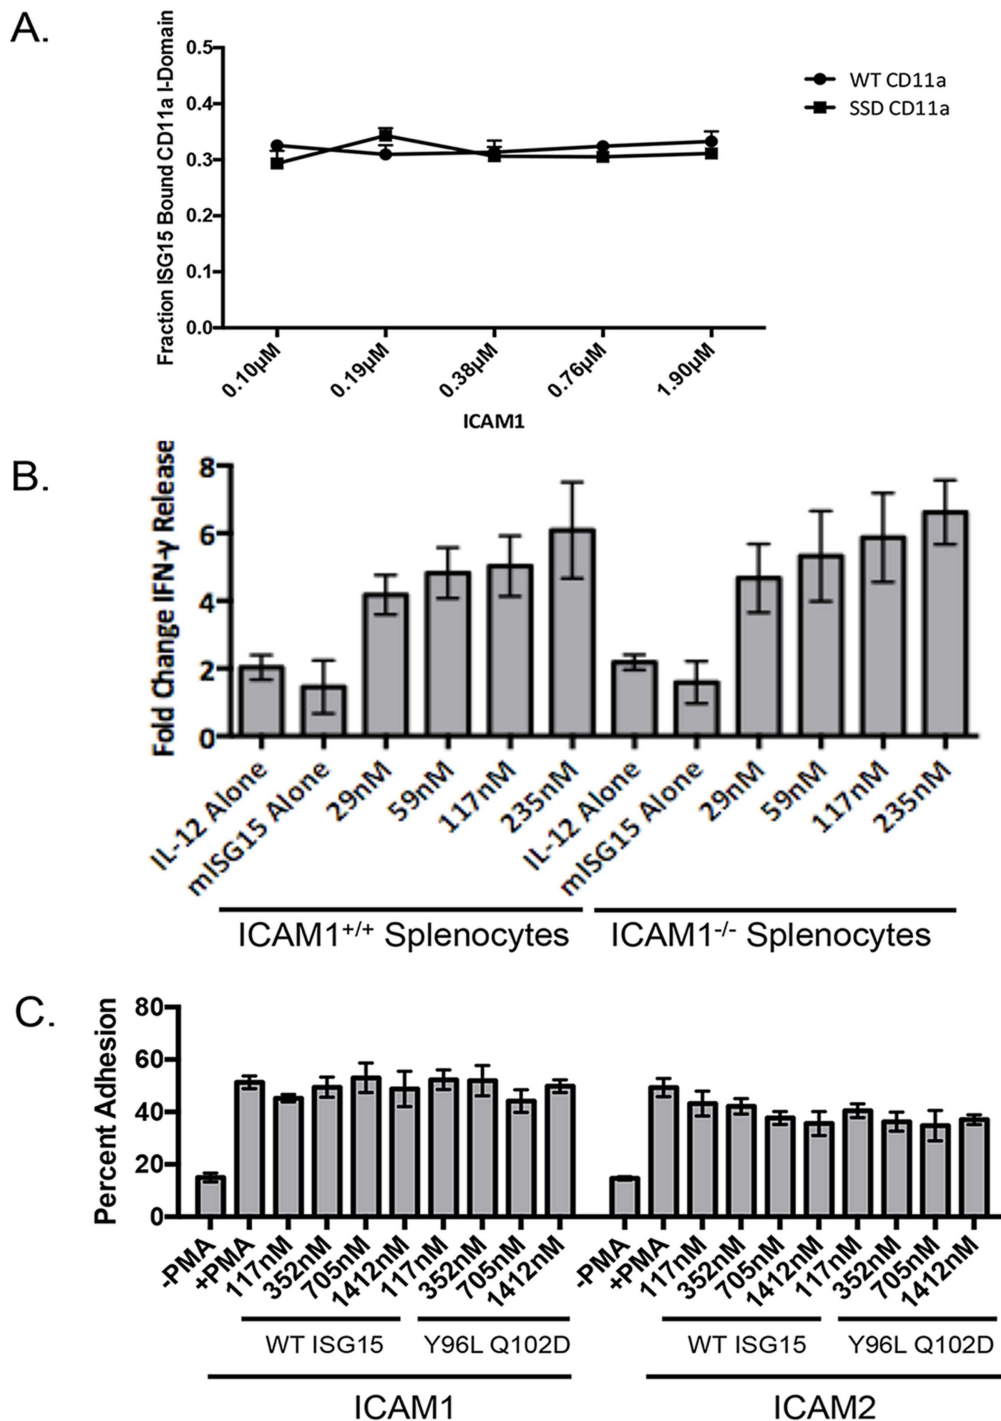 A.
Fraction ISG15 Bound CD11a I-Domain
0.5
0.4
0.3
0.2
0.1
0.0
WT CD11a
SSD CD11a
0.10µM
0.19µM
0.38µM
0.76µM
1.90µM
ICAM1
B.
Fold Change IFN-γ Release
8
6
4
2
0
IL-12 Alone
mISG15 Alone
29nM
59nM
117nM
235nM
IL-12 Alone
mISG15 Alone
29nM
59nM
117nM
235nM
ICAM1+/+ Splenocytes
ICAM1-/- Splenocytes
C.
Percent Adhesion
80
60
40
20
0
-PMA
+PMA
117nM
352nM
705nM
1412nM
117nM
352nM
705nM
1412nM
-PMA
+PMA
117nM
352nM
705nM
1412nM
117nM
352nM
705nM
1412nM
WT ISG15
Y96L Q102D
WT ISG15
Y96L Q102D
ICAM1
ICAM2